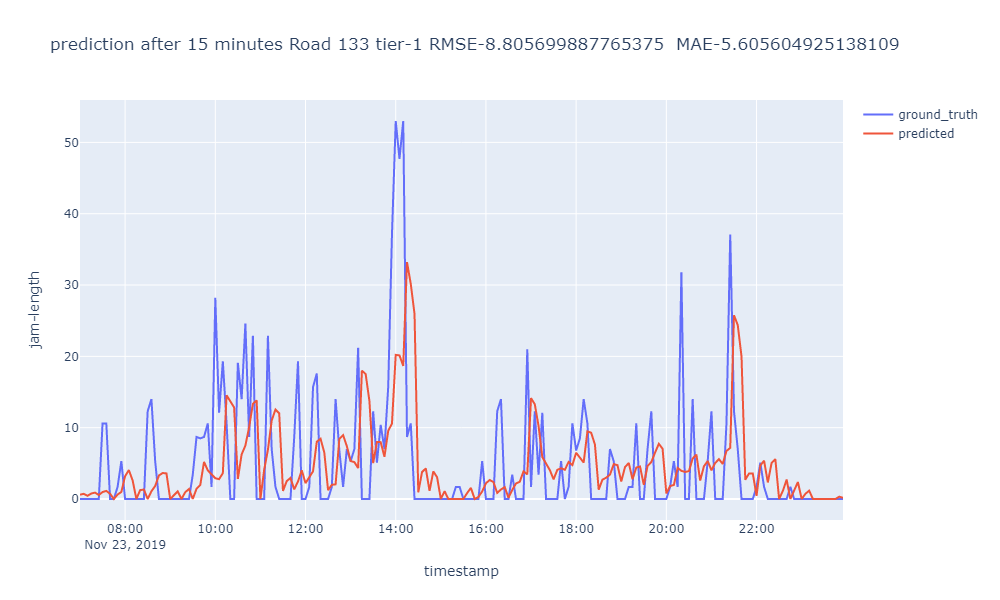 prediction after 15 minutes Road 133 tier-1 RMSE-8.805699887765375  MAE-5.605604925138109
ground_truth
predicted
50
40
30
20
10
0
jam-length
08:00
10:00
12:00
14:00
16:00
18:00
20:00
22:00
Nov 23, 2019
timestamp